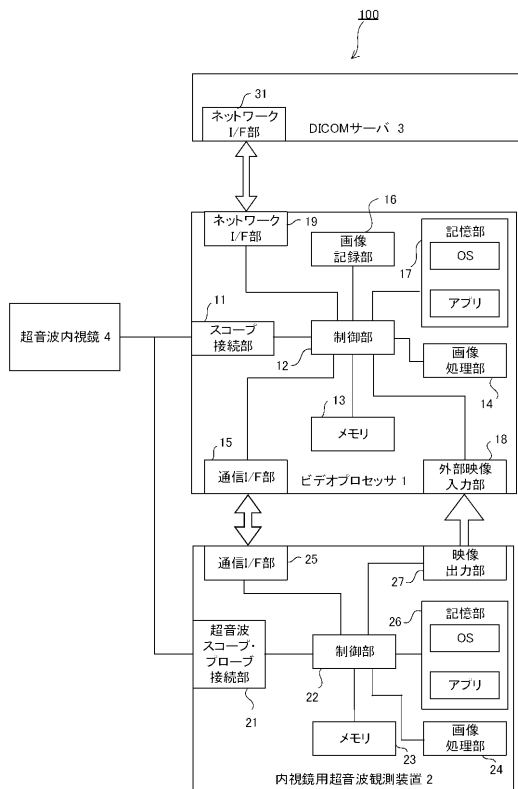 100
31
ネットワーク
I/F部
DICOMサーバ 3
ネットワーク
I/F部
19
16
画像
記録部
17
記憶部
OS
アプリ
11
スコープ
接続部
超音波内視鏡 4
制御部
12
画像
処理部
14
13
メモリ
15
通信I/F部
18
外部映像
入力部
ビデオプロセッサ 1
通信I/F部
25
映像
出力部
27
26
記憶部
OS
アプリ
超音波
スコープ・
プローブ
接続部
21
制御部
22
メモリ
23
画像
処理部
24
内視鏡用超音波観測装置 2